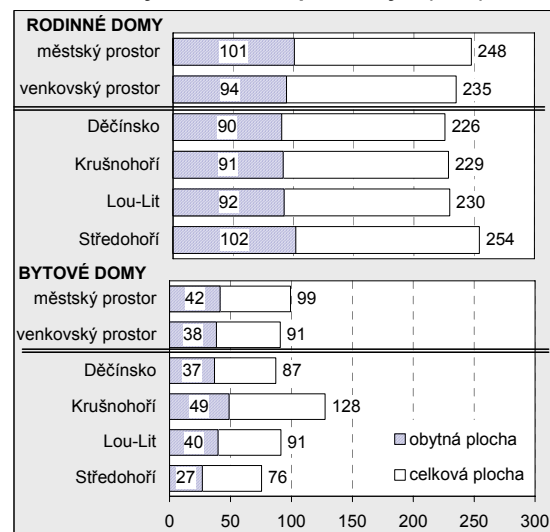 RODINNÉ DOMY
městský prostor 101 248
venkovský prostor 94 235
Děčínsko 90 226
Krušnohoří 91 229
Lou-Lit 92 230
Středohoří 102 254
BYTOVÉ DOMY
městský prostor 42 99
venkovský prostor 38 91
Děčínsko 37 87
Krušnohoří 49 128
Lou-Lit 40 91
Středohoří 27 76
obytná plocha
celková plocha
0 50 100 150 200 250 300